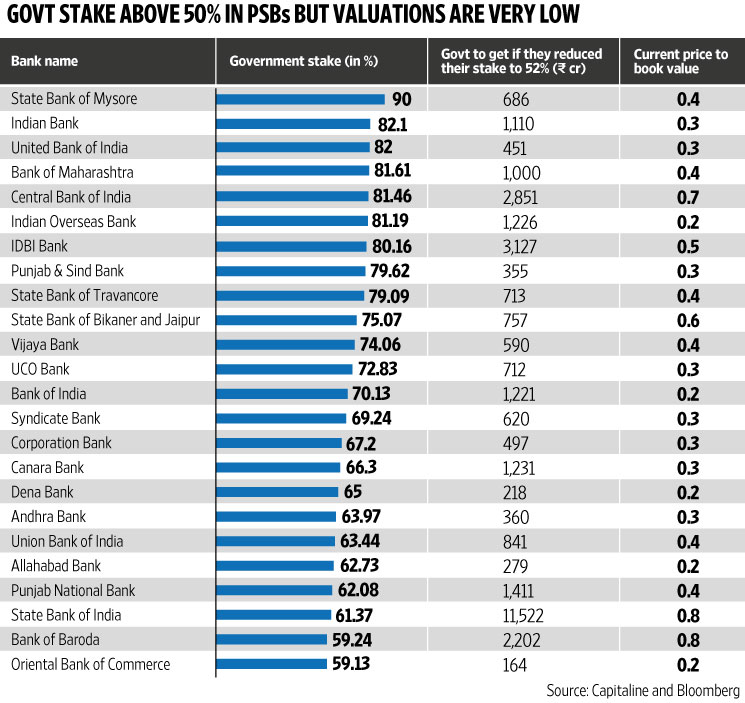 GOVT STAKE ABOVE 50% IN PSBs BUT VALUATIONS ARE VERY LOW
Bank name Government stake (in %) Govt to get if they reduced their stake to 52% (₹ cr) Current price to book value
State Bank of Mysore 90 686 0.4
Indian Bank 82.1 1,110 0.3
United Bank of India 82 451 0.3
Bank of Maharashtra 81.61 1,000 0.4
Central Bank of India 81.46 2,851 0.7
Indian Overseas Bank 81.19 1,226 0.2
IDBI Bank 80.16 3,127 0.5
Punjab & Sind Bank 79.62 355 0.3
State Bank of Travancore 79.09 713 0.4
State Bank of Bikaner and Jaipur 75.07 757 0.6
Vijaya Bank 74.06 590 0.4
UCO Bank 72.83 712 0.3
Bank of India 70.13 1,221 0.2
Syndicate Bank 69.24 620 0.3
Corporation Bank 67.2 497 0.3
Canara Bank 66.3 1,231 0.3
Dena Bank 65 218 0.2
Andhra Bank 63.97 360 0.3
Union Bank of India 63.44 841 0.4
Allahabad Bank 62.73 279 0.2
Punjab National Bank 62.08 1,411 0.4
State Bank of India 61.37 11,522 0.8
Bank of Baroda 59.24 2,202 0.8
Oriental Bank of Commerce 59.13 164 0.2
Source: Capitaline and Bloomberg